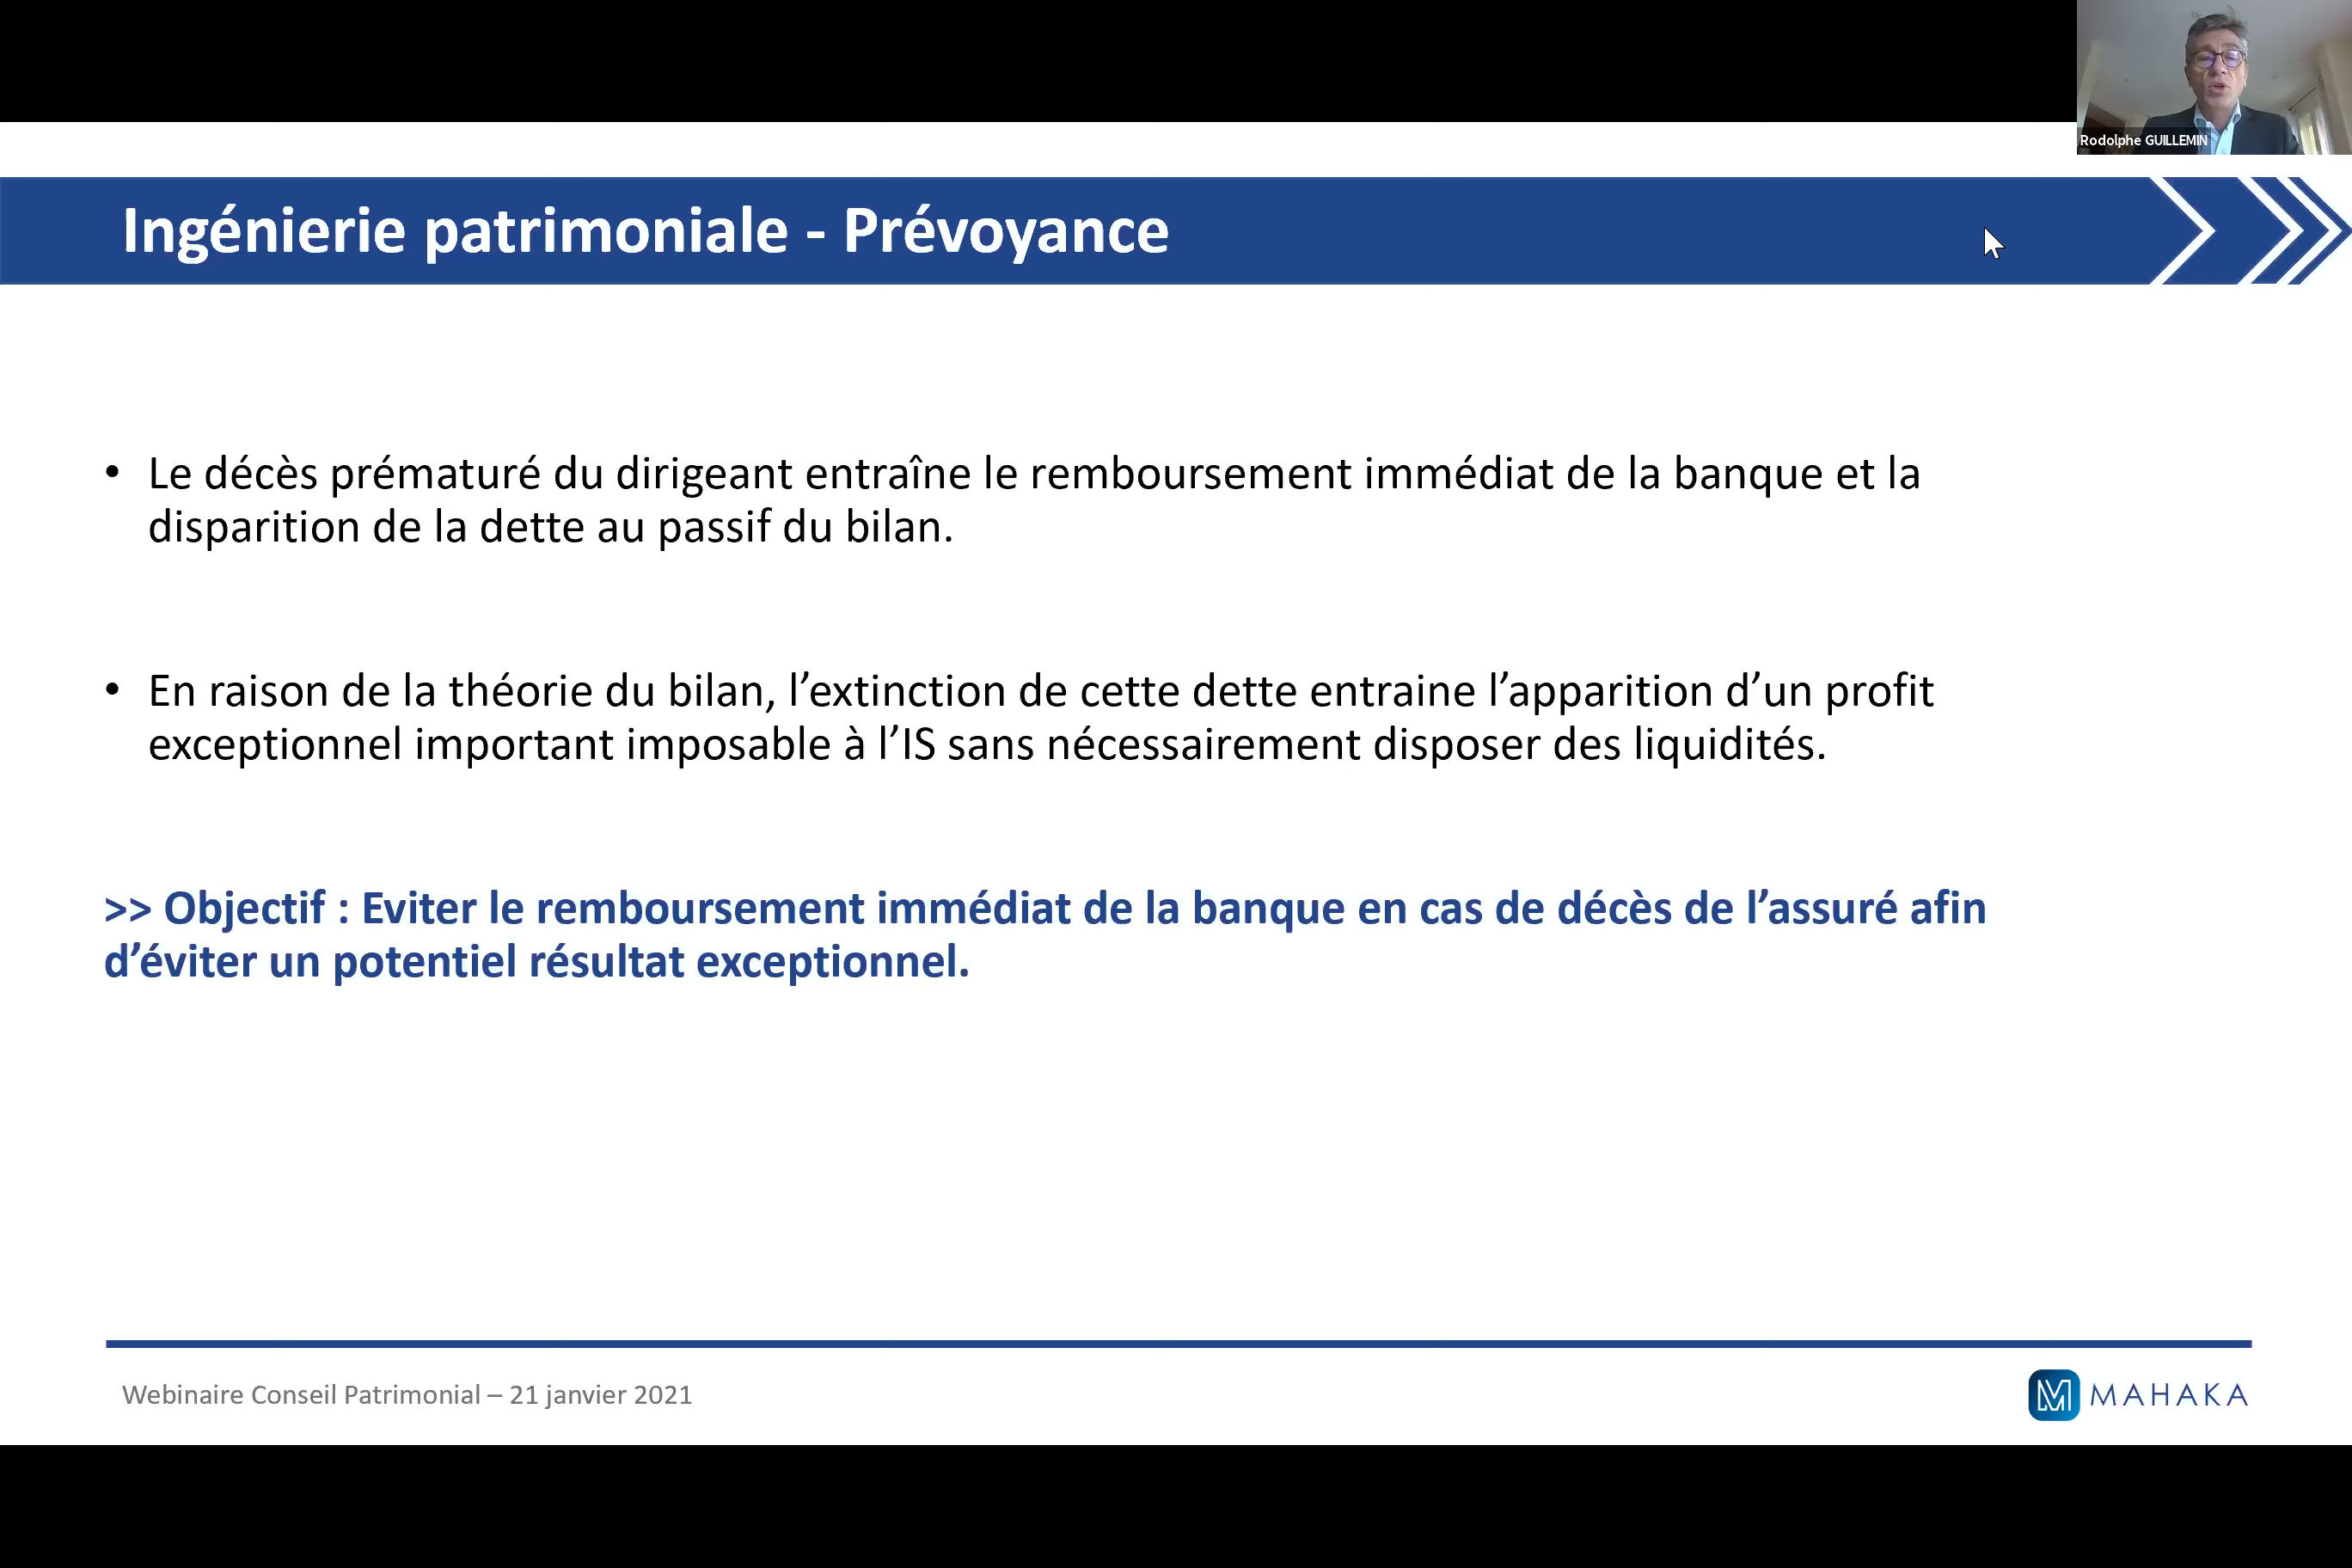 Rodolphe GUILLEMIN
Ingénierie patrimoniale - Prévoyance
• Le décès prématuré du dirigeant entraîne le remboursement immédiat de la banque et la
disparition de la dette au passif du bilan.
• En raison de la théorie du bilan, l’extinction de cette dette entraine l’apparition d’un profit
exceptionnel important imposable à l’IS sans nécessairement disposer des liquidités.
>> Objectif : Eviter le remboursement immédiat de la banque en cas de décès de l’assuré afin
d’éviter un potentiel résultat exceptionnel.
Webinaire Conseil Patrimonial – 21 janvier 2021
MAHAKA